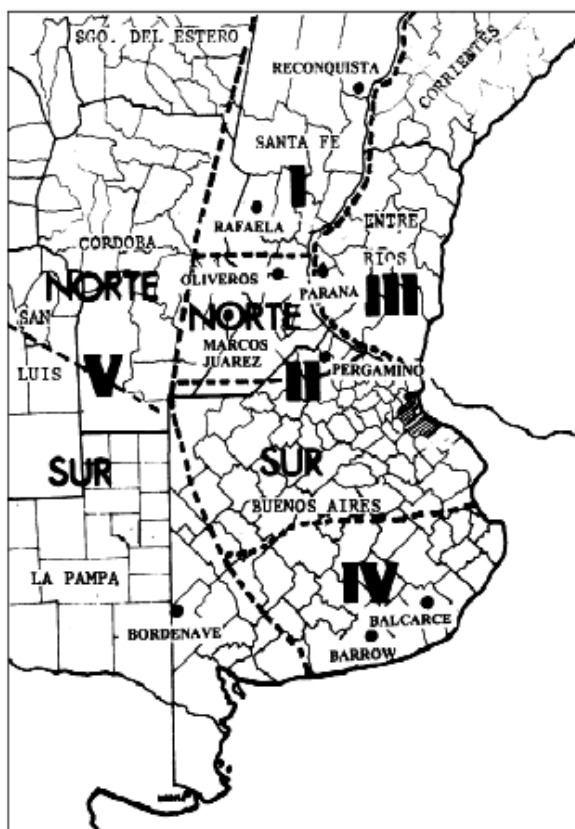 SGO. DEL ESTERO
RECONQUISTA
CORRIENTES
SANTA FE
I
RAFAELA
ENTRE
RÍOS
CORDOBA
OLIVEROS
PARANA
NORTE
NORTE
III
SAN
LUIS
MARCOS
JUAREZ
V
II
PERGAMINO
SUR
SUR
BUENOS AIRES
LA PAMPA
IV
BALCARCE
BORDENAVE
BARROW